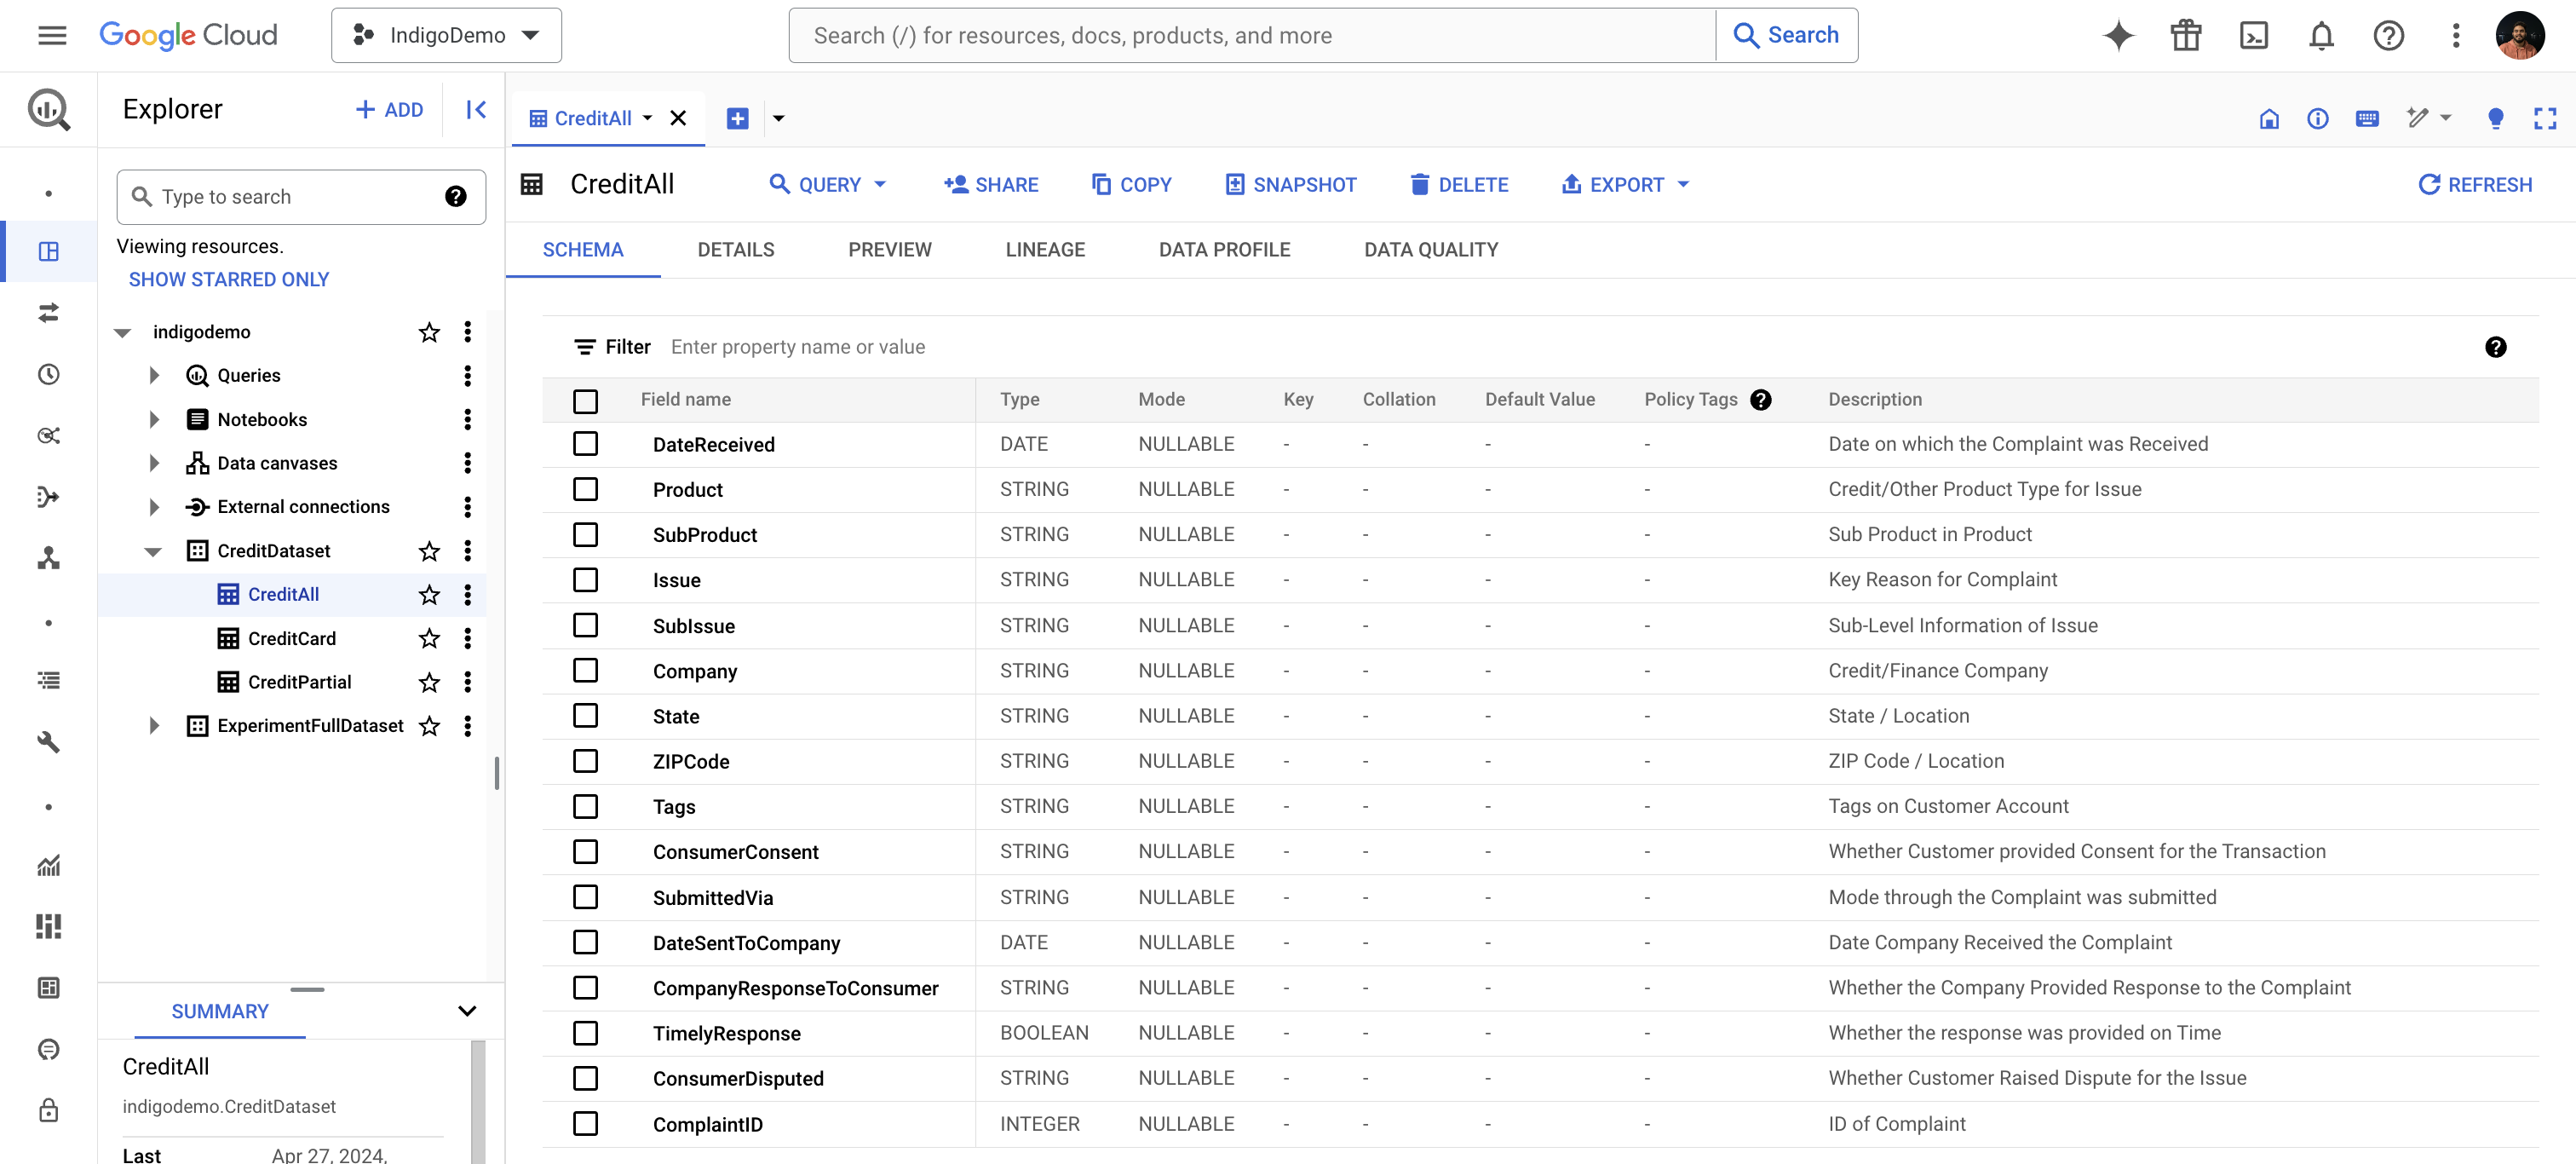 Google Cloud
IndigoDemo
Search (/) for resources, docs, products, and more
Search
Explorer
+ ADD
CreditAll
Type to search
Viewing resources.
SHOW STARRED ONLY
indigodemo
Queries
Notebooks
Data canvases
External connections
CreditDataset
CreditAll
CreditCard
CreditPartial
ExperimentFullDataset
SUMMARY
CreditAll
indigodemo.CreditDataset
Last Apr 27, 2024,
CreditAll
QUERY
SHARE
COPY
SNAPSHOT
DELETE
EXPORT
REFRESH
SCHEMA DETAILS PREVIEW LINEAGE DATA PROFILE DATA QUALITY
Filter Enter property name or value
Field name Type Mode Key Collation Default Value Policy Tags Description
DateReceived DATE NULLABLE - - - - Date on which the Complaint was Received
Product STRING NULLABLE - - - - Credit/Other Product Type for Issue
SubProduct STRING NULLABLE - - - - Sub Product in Product
Issue STRING NULLABLE - - - - Key Reason for Complaint
SubIssue STRING NULLABLE - - - - Sub-Level Information of Issue
Company STRING NULLABLE - - - - Credit/Finance Company
State STRING NULLABLE - - - - State / Location
ZIPCode STRING NULLABLE - - - - ZIP Code / Location
Tags STRING NULLABLE - - - - Tags on Customer Account
ConsumerConsent STRING NULLABLE - - - - Whether Customer provided Consent for the Transaction
SubmittedVia STRING NULLABLE - - - - Mode through the Complaint was submitted
DateSentToCompany DATE NULLABLE - - - - Date Company Received the Complaint
CompanyResponseToConsumer STRING NULLABLE - - - - Whether the Company Provided Response to the Complaint
TimelyResponse BOOLEAN NULLABLE - - - - Whether the response was provided on Time
ConsumerDisputed STRING NULLABLE - - - - Whether Customer Raised Dispute for the Issue
ComplaintID INTEGER NULLABLE - - - - ID of Complaint